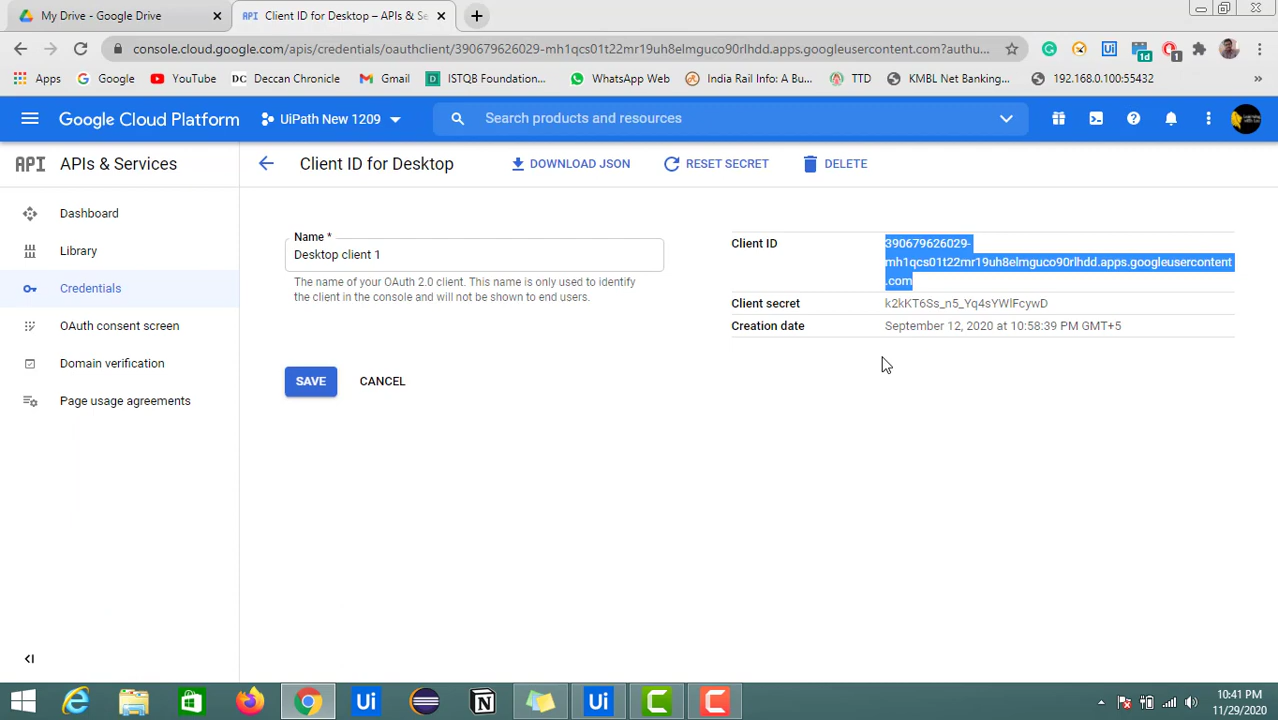 My Drive - Google Drive
API Client ID for Desktop – APIs & Se
console.cloud.google.com/apis/credentials/oauthclient/390679626029-mh1qcs01t22mr19uh8elmguco90rlhdd.apps.googleusercontent.com?authu...
Apps Google YouTube DC Deccan Chronicle Gmail ISTQB Foundation... WhatsApp Web India Rail Info: A Bu... TTD KMBL Net Banking... 192.168.0.100:55432 »
Google Cloud Platform UiPath New 1209 Search products and resources
API APIs & Services
Client ID for Desktop DOWNLOAD JSON RESET SECRET DELETE
Dashboard
Library
Credentials
OAuth consent screen
Domain verification
Page usage agreements
Name *
Desktop client 1
The name of your OAuth 2.0 client. This name is only used to identify
the client in the console and will not be shown to end users.
SAVE CANCEL
Client ID 390679626029-
mh1qcs01t22mr19uh8elmguco90rlhdd.apps.googleusercontent
.com
Client secret k2kKT6Ss_n5_Yq4sYWlFcywD
Creation date September 12, 2020 at 10:58:39 PM GMT+5
10:41 PM
11/29/2020